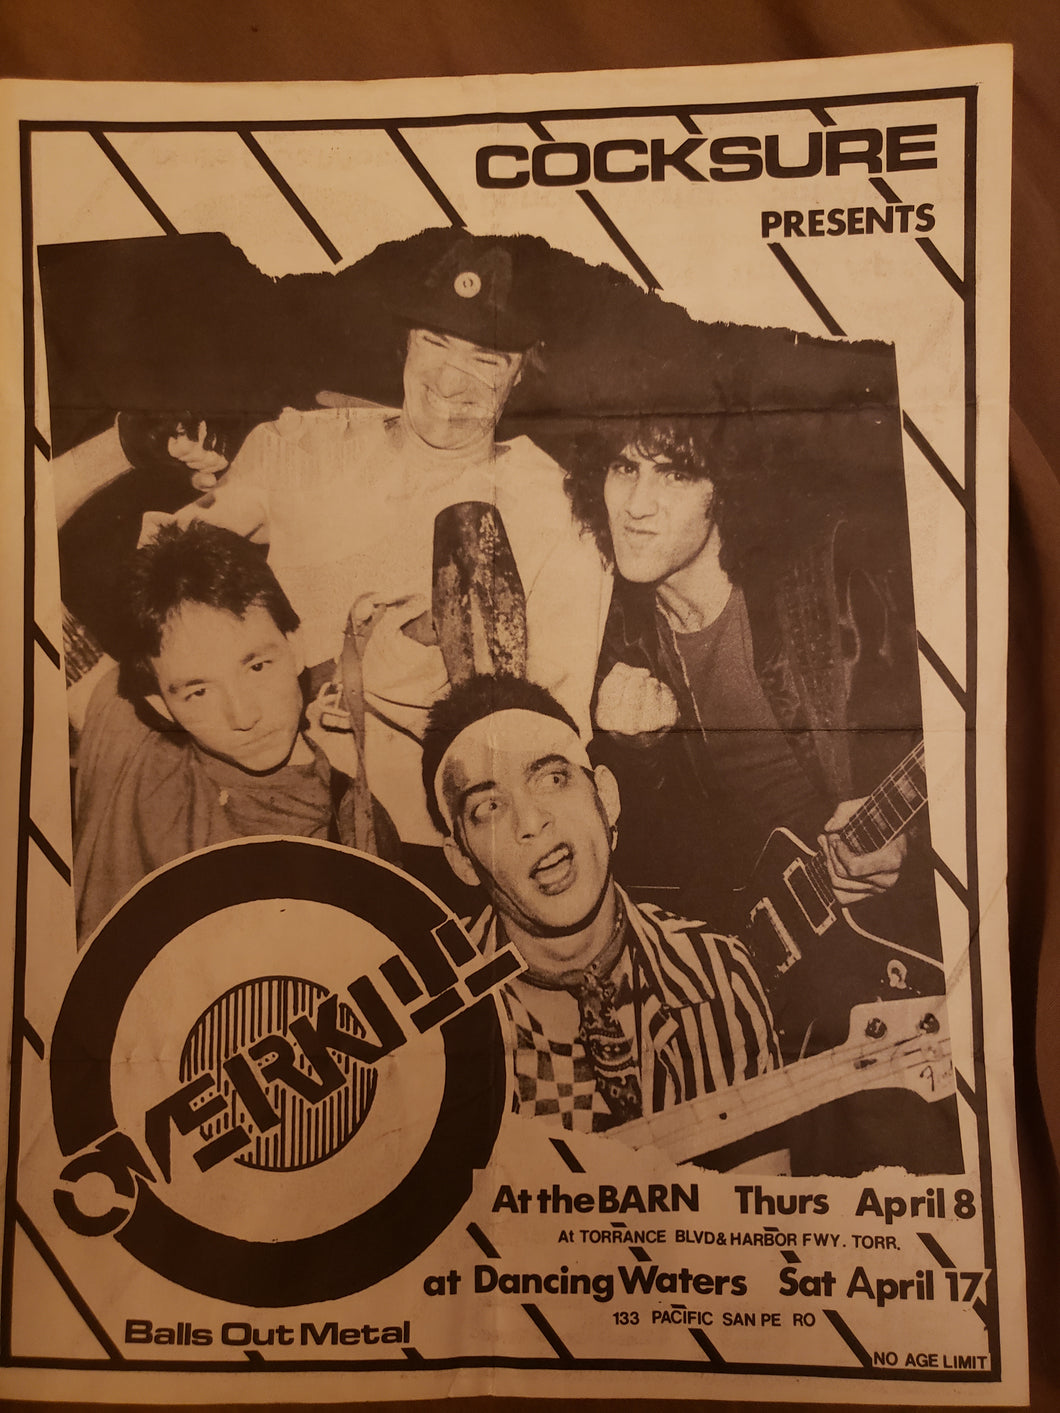 COCKSURE
PRESENTS
OVERKILL
At the BARN Thurs April 8
At TORRANCE BLVD & HARBOR FWY. TORR.
at Dancing Waters Sat April 17
133 PACIFIC SAN PE RO
Balls Out Metal
NO AGE LIMIT